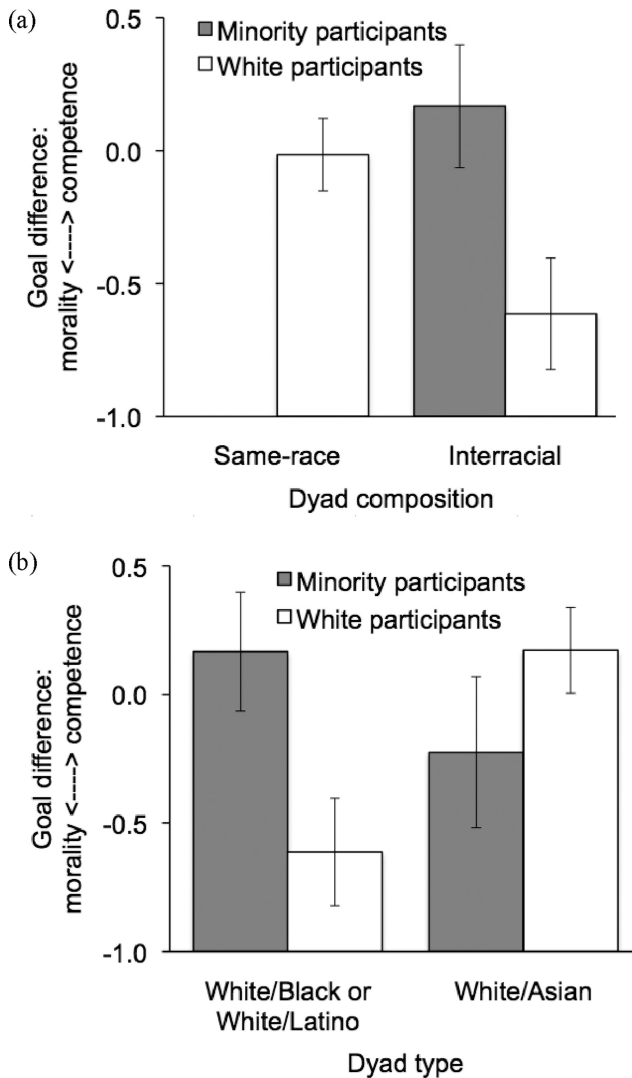 (a)
0.5
Minority participants
White participants
0.0
-0.5
-1.0
Goal difference:
morality <----> competence
Same-race Interracial
Dyad composition
(b)
0.5
Minority participants
White participants
0.0
-0.5
-1.0
Goal difference:
morality <----> competence
White/Black or White/Asian
White/Latino
Dyad type